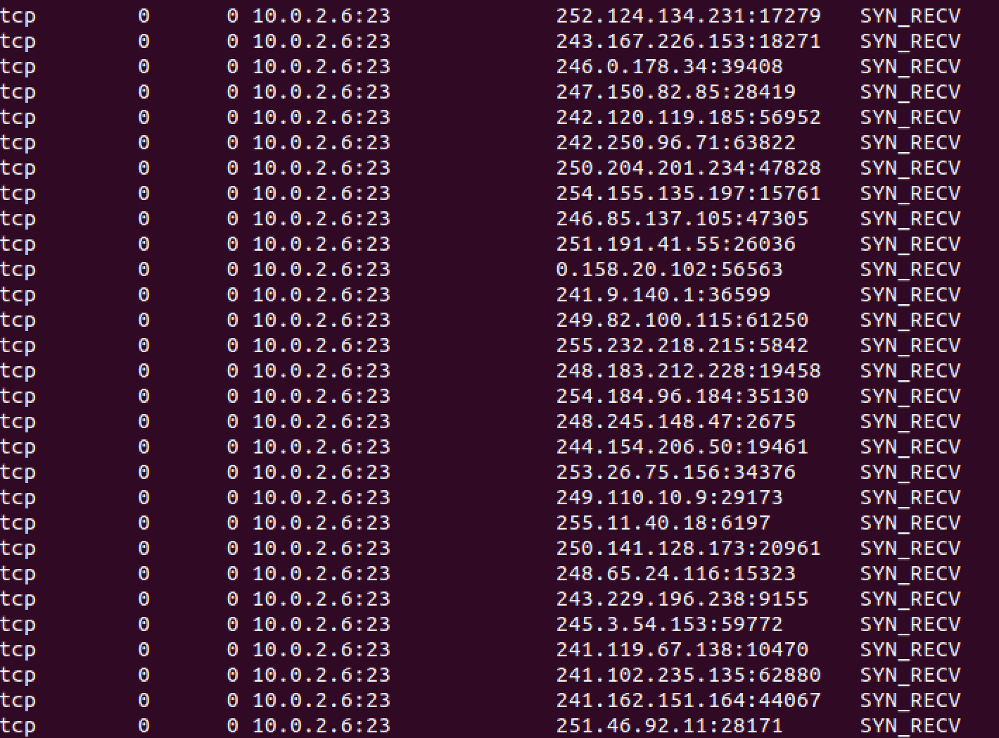 tcp 0 0 10.0.2.6:23 252.124.134.231:17279 SYN_RECV
tcp 0 0 10.0.2.6:23 243.167.226.153:18271 SYN_RECV
tcp 0 0 10.0.2.6:23 246.0.178.34:39408 SYN_RECV
tcp 0 0 10.0.2.6:23 247.150.82.85:28419 SYN_RECV
tcp 0 0 10.0.2.6:23 242.120.119.185:56952 SYN_RECV
tcp 0 0 10.0.2.6:23 242.250.96.71:63822 SYN_RECV
tcp 0 0 10.0.2.6:23 250.204.201.234:47828 SYN_RECV
tcp 0 0 10.0.2.6:23 254.155.135.197:15761 SYN_RECV
tcp 0 0 10.0.2.6:23 246.85.137.105:47305 SYN_RECV
tcp 0 0 10.0.2.6:23 251.191.41.55:26036 SYN_RECV
tcp 0 0 10.0.2.6:23 0.158.20.102:56563 SYN_RECV
tcp 0 0 10.0.2.6:23 241.9.140.1:36599 SYN_RECV
tcp 0 0 10.0.2.6:23 249.82.100.115:61250 SYN_RECV
tcp 0 0 10.0.2.6:23 255.232.218.215:5842 SYN_RECV
tcp 0 0 10.0.2.6:23 248.183.212.228:19458 SYN_RECV
tcp 0 0 10.0.2.6:23 254.184.96.184:35130 SYN_RECV
tcp 0 0 10.0.2.6:23 248.245.148.47:2675 SYN_RECV
tcp 0 0 10.0.2.6:23 244.154.206.50:19461 SYN_RECV
tcp 0 0 10.0.2.6:23 253.26.75.156:34376 SYN_RECV
tcp 0 0 10.0.2.6:23 249.110.10.9:29173 SYN_RECV
tcp 0 0 10.0.2.6:23 255.11.40.18:6197 SYN_RECV
tcp 0 0 10.0.2.6:23 250.141.128.173:20961 SYN_RECV
tcp 0 0 10.0.2.6:23 248.65.24.116:15323 SYN_RECV
tcp 0 0 10.0.2.6:23 243.229.196.238:9155 SYN_RECV
tcp 0 0 10.0.2.6:23 245.3.54.153:59772 SYN_RECV
tcp 0 0 10.0.2.6:23 241.119.67.138:10470 SYN_RECV
tcp 0 0 10.0.2.6:23 241.102.235.135:62880 SYN_RECV
tcp 0 0 10.0.2.6:23 241.162.151.164:44067 SYN_RECV
tcp 0 0 10.0.2.6:23 251.46.92.11:28171 SYN_RECV